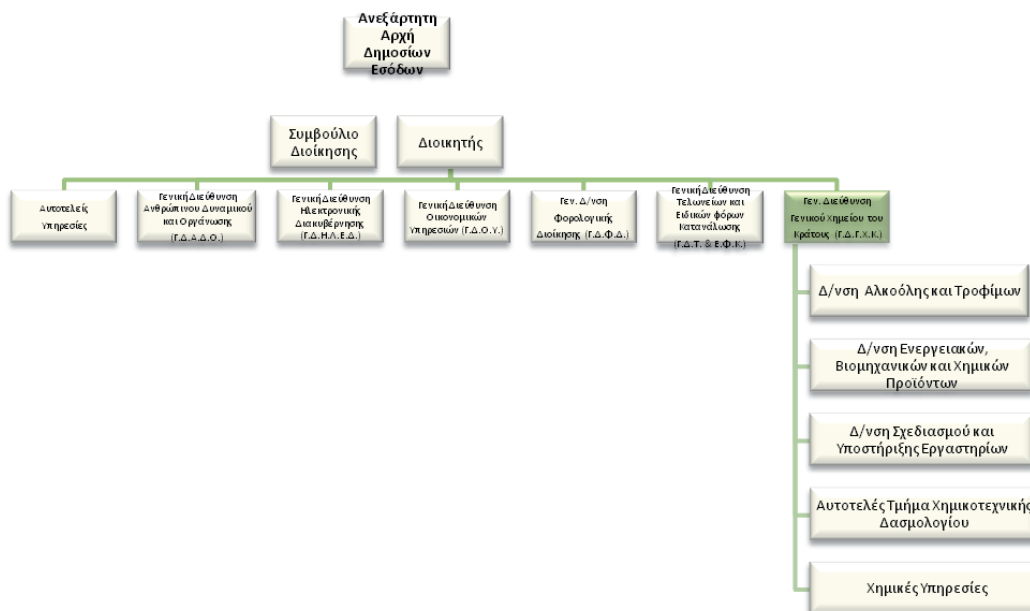 Ανεξάρτητη
Αρχή
Δημοσίων
Εσόδων
Συμβούλιο
Διοίκησης
Διοικητής
Αυτοτελείς
Υπηρεσίες
Γενική Διεύθυνση
Ανθρώπινου Δυναμικού
και Οργάνωσης
(Γ.Δ.Α.Δ.Ο.)
Γενική Διεύθυνση
Ηλεκτρονικής
Διακυβέρνησης
(Γ.Δ.Η.Λ.Ε.Δ.)
Γενική Διεύθυνση
Οικονομικών
Υπηρεσιών (Γ.Δ.Ο.Υ.)
Γεν. Δ/νση
Φορολογικής
Διοίκησης (Γ.Δ.Φ.Δ.)
Γενική Διεύθυνση
Τελωνείων και
Ειδικών φόρων
Κατανάλωσης
(Γ.Δ.Τ. & Ε.Φ.Κ.)
Γεν. Διεύθυνση
Γενικού Χημείου του
Κράτους (Γ.Δ.Γ.Χ.Κ.)
Δ/νση Αλκοόλης και Τροφίμων
Δ/νση Ενεργειακών,
Βιομηχανικών και Χημικών
Προϊόντων
Δ/νση Σχεδιασμού και
Υποστήριξης Εργαστηρίων
Αυτοτελές Τμήμα Χημικοτεχνικής
Δασμολογίου
Χημικές Υπηρεσίες